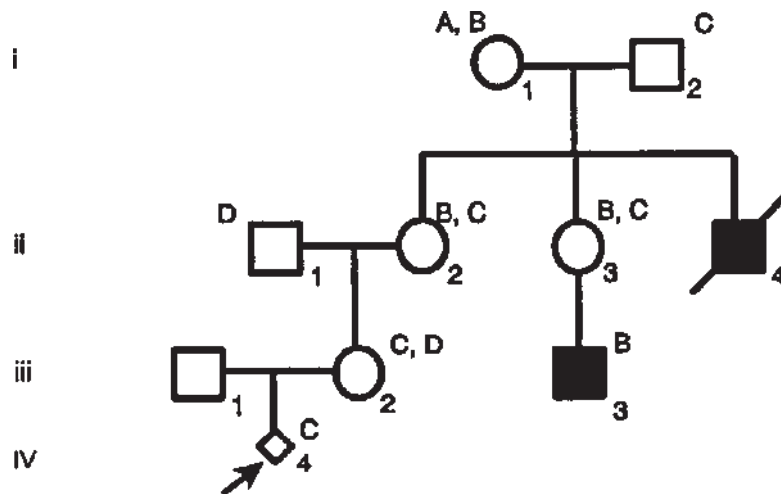 A, B C
i
1 2
D B, C B, C
ii
1 2 3 4
C, D B
iii
1 2 3
C
IV
4